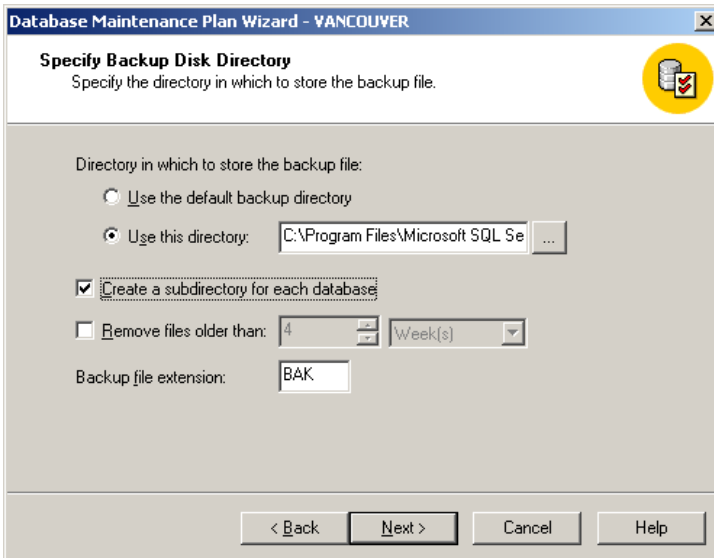 Database Maintenance Plan Wizard - VANCOUVER
Specify Backup Disk Directory
Specify the directory in which to store the backup file.
Directory in which to store the backup file:
Use the default backup directory
Use this directory: C:\Program Files\Microsoft SQL Se ...
Create a subdirectory for each database
Remove files older than: 4 Week(s)
Backup file extension: BAK
< Back Next > Cancel Help